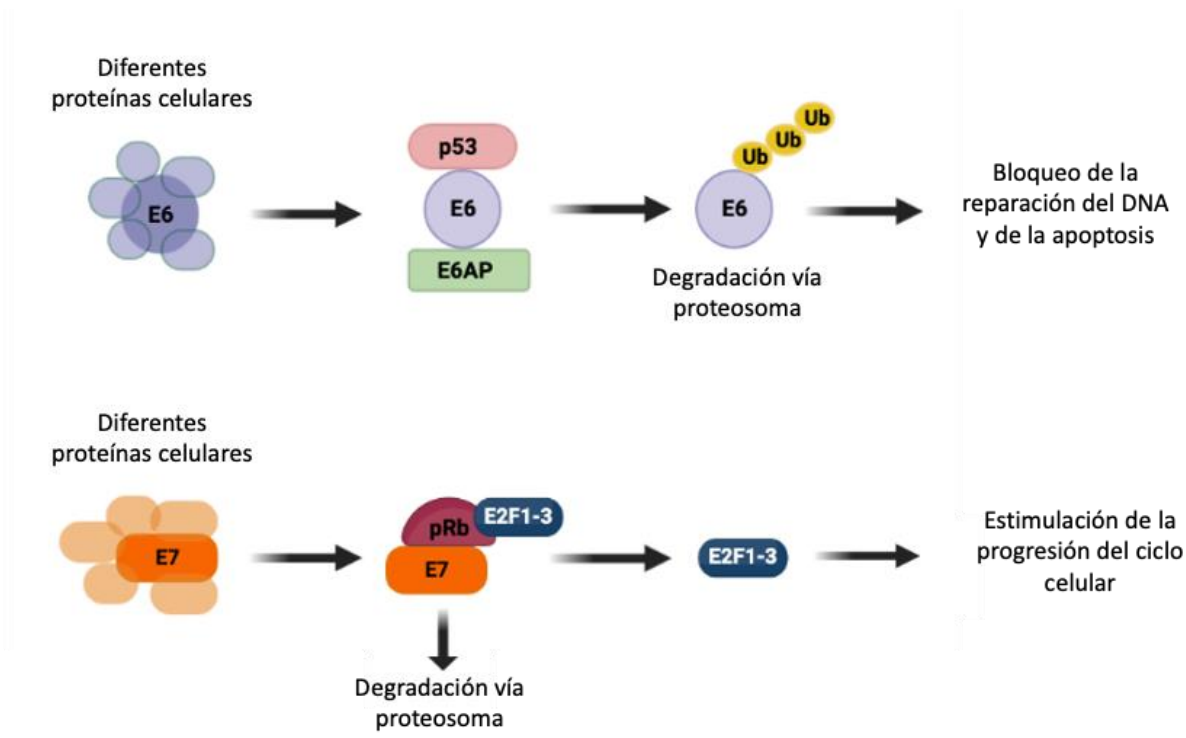 Diferentes
proteínas celulares
E6
p53
E6
E6AP
Ub
Ub
Ub
E6
Degradación vía
proteosoma
Bloqueo de la
reparación del DNA
y de la apoptosis
Diferentes
proteínas celulares
E7
pRb
E2F1-3
E7
Degradación vía
proteosoma
E2F1-3
Estimulación de la
progresión del ciclo
celular